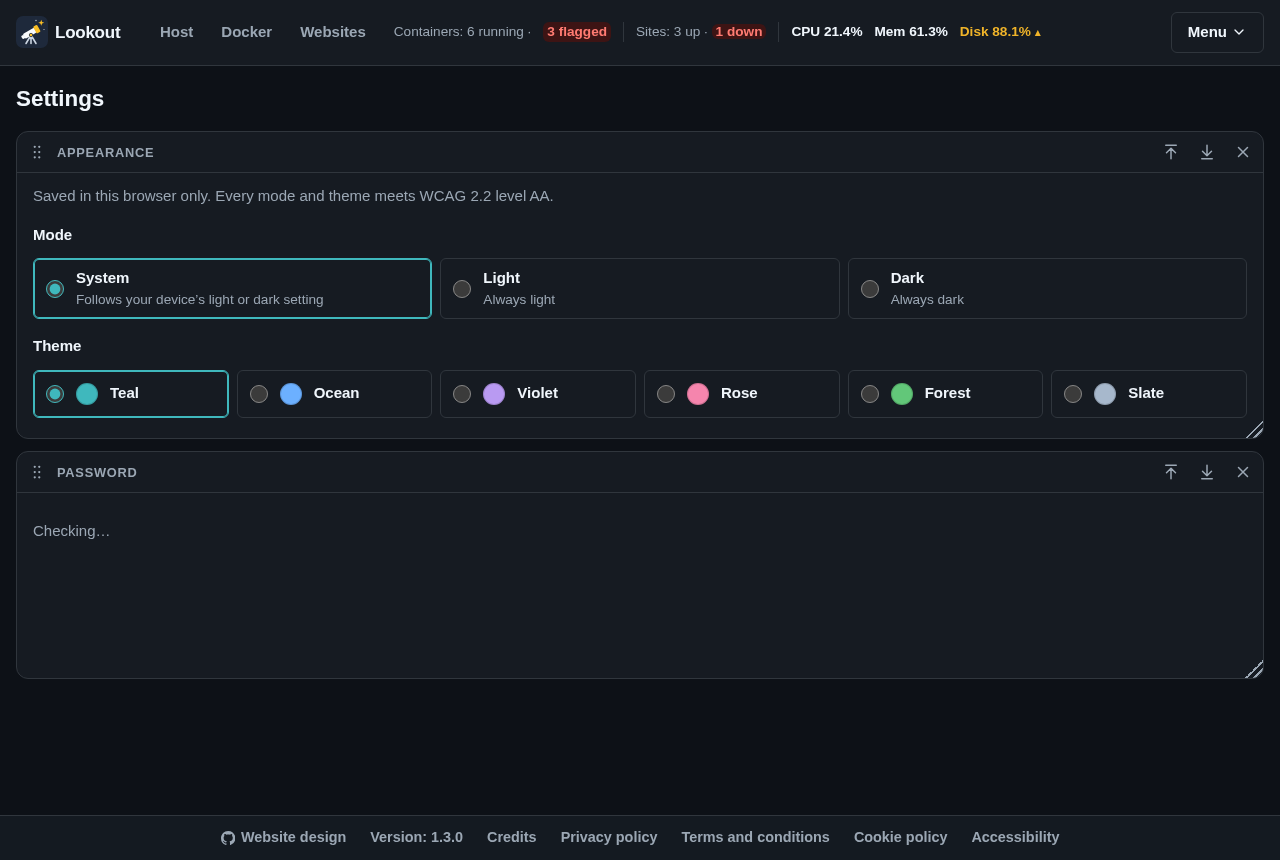 Lookout
Host Docker Websites Containers: 6 running · 3 flagged Sites: 3 up · 1 down CPU 21.4% Mem 61.3% Disk 88.1% ▲ Menu
Settings
APPEARANCE
Saved in this browser only. Every mode and theme meets WCAG 2.2 level AA.
Mode
System
Follows your device’s light or dark setting
Light
Always light
Dark
Always dark
Theme
Teal Ocean Violet Rose Forest Slate
PASSWORD
Checking…
Website design Version: 1.3.0 Credits Privacy policy Terms and conditions Cookie policy Accessibility